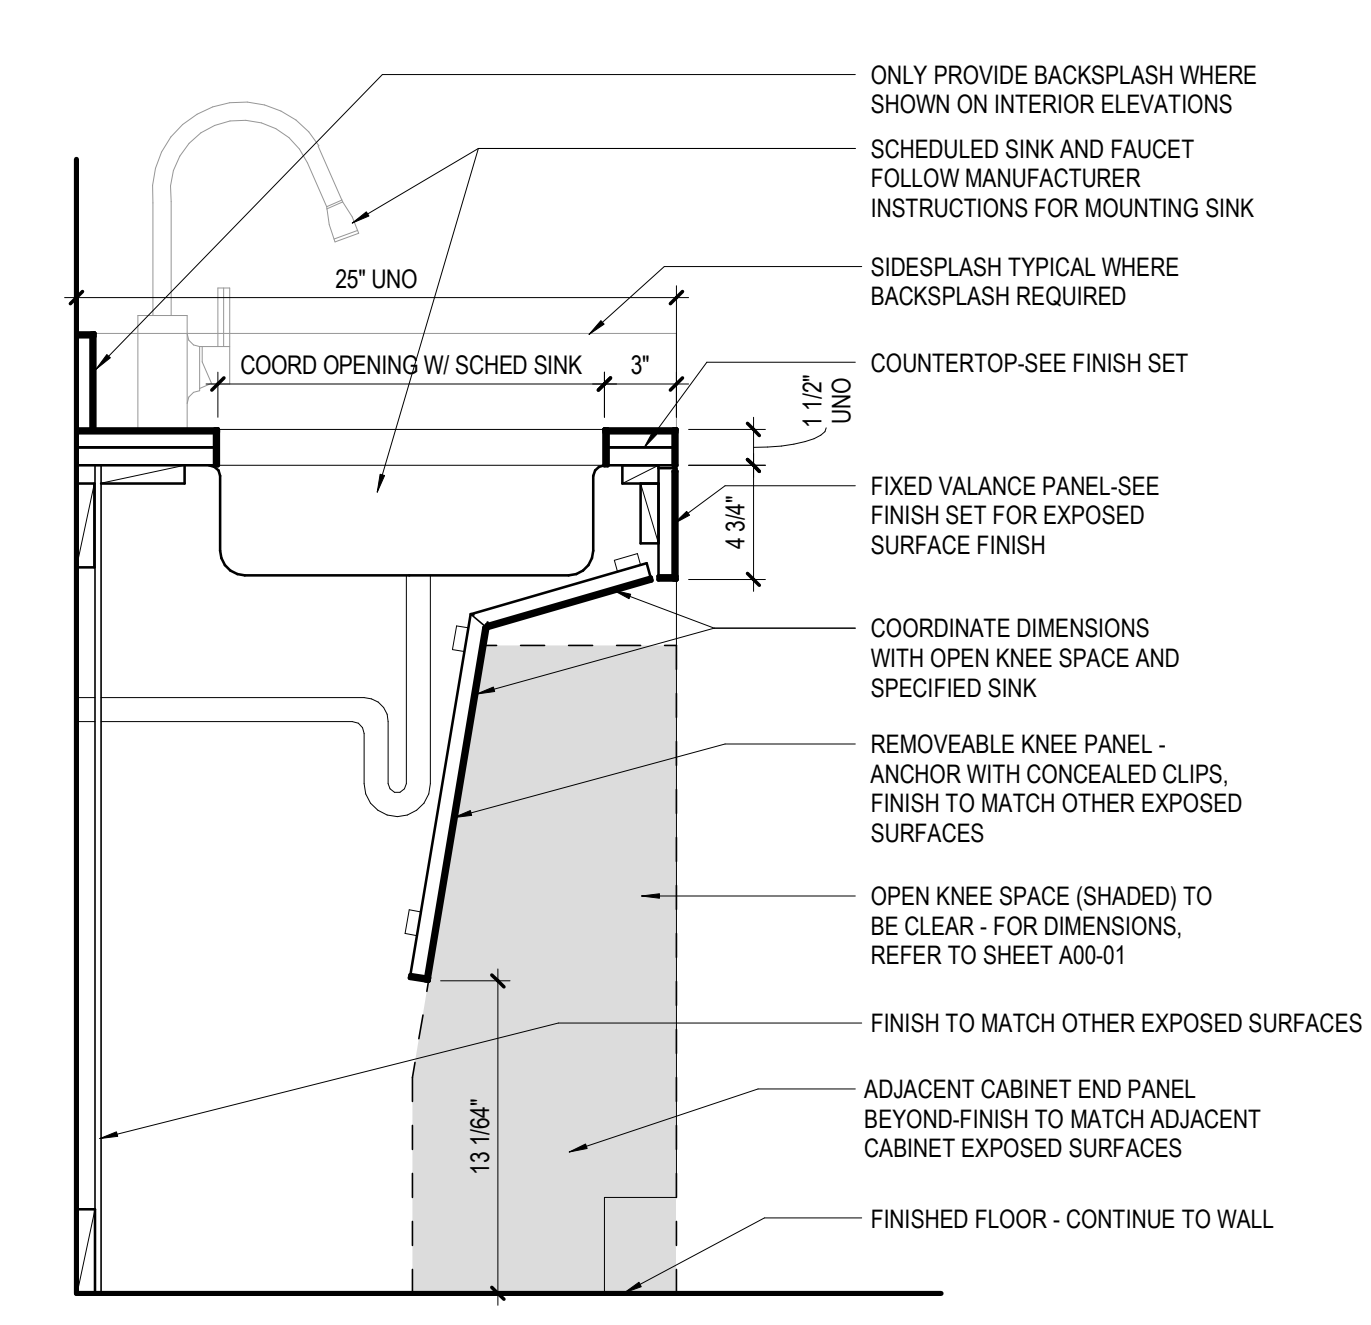 ONLY PROVIDE BACKSPLASH WHERE
SHOWN ON INTERIOR ELEVATIONS
SCHEDULED SINK AND FAUCET
FOLLOW MANUFACTURER
INSTRUCTIONS FOR MOUNTING SINK
25" UNO
SIDESPLASH TYPICAL WHERE
BACKSPLASH REQUIRED
COORD OPENING W/ SCHED SINK
3"
COUNTERTOP-SEE FINISH SET
1 1/2"
UNO
4 3/4"
FIXED VALANCE PANEL-SEE
FINISH SET FOR EXPOSED
SURFACE FINISH
COORDINATE DIMENSIONS
WITH OPEN KNEE SPACE AND
SPECIFIED SINK
REMOVEABLE KNEE PANEL -
ANCHOR WITH CONCEALED CLIPS,
FINISH TO MATCH OTHER EXPOSED
SURFACES
OPEN KNEE SPACE (SHADED) TO
BE CLEAR - FOR DIMENSIONS,
REFER TO SHEET A00-01
FINISH TO MATCH OTHER EXPOSED SURFACES
13 1/64"
ADJACENT CABINET END PANEL
BEYOND-FINISH TO MATCH ADJACENT
CABINET EXPOSED SURFACES
FINISHED FLOOR - CONTINUE TO WALL